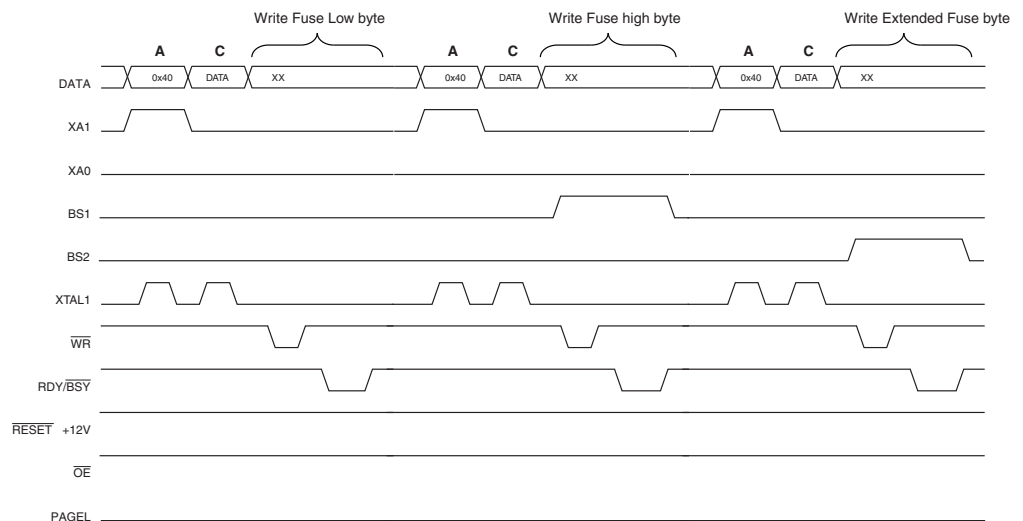 Write Fuse Low byte Write Fuse high byte Write Extended Fuse byte
A C A C A C
DATA 0x40 DATA XX 0x40 DATA XX 0x40 DATA XX
XA1
XA0
BS1
BS2
XTAL1
WR
RDY/BSY
RESET +12V
OE
PAGEL